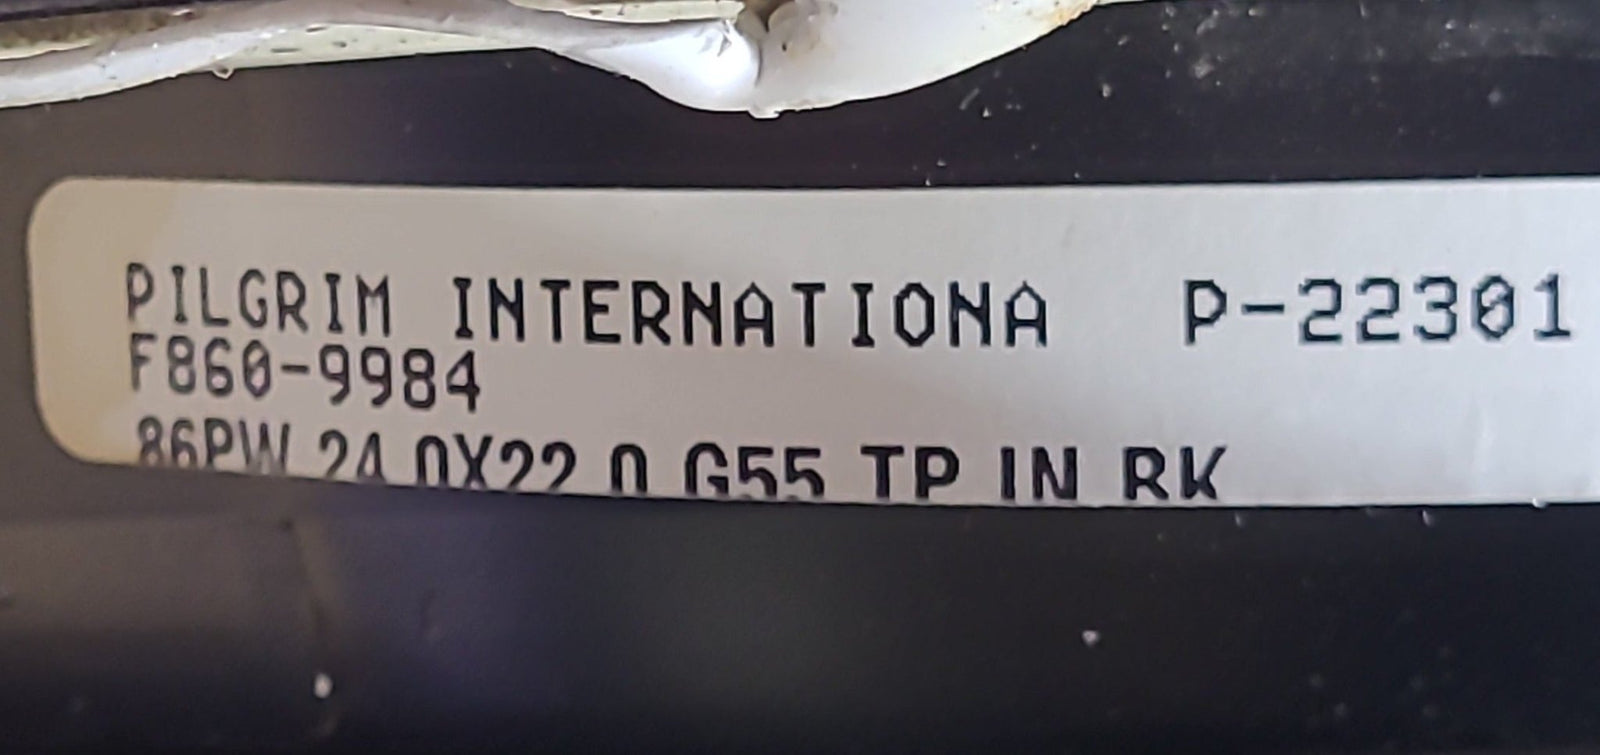 PILGRIM INTERNATIONA P-22301
F860-9984
86PW 24.0X22.0 G55 TP IN RK